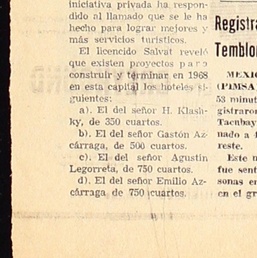 iniciativa privada ha respon-
dido al llamado que se le ha
hecho para lograr mejores y
más servicios turísticos.
El licencido Salvat reveló
que existen proyectos para
construir y terminar en 1968
en esta capital los hoteles si-
guientes:
a). El del señor H. Klash-
ky, de 350 cuartos.
b). El del señor Gastón Az-
cárraga, de 500 cuartos.
c). El del señor Agustín
Legorreta, de 750 cuartos.
d). El del señor Emilio Az-
cárraga, de 750 cuartos.
Registra
Temblor
MEXIC
(PIMSA
53 minut
gistraron
Tacubay
nado a 4
reste.
Este m
fue senti
sonas en
en el gr